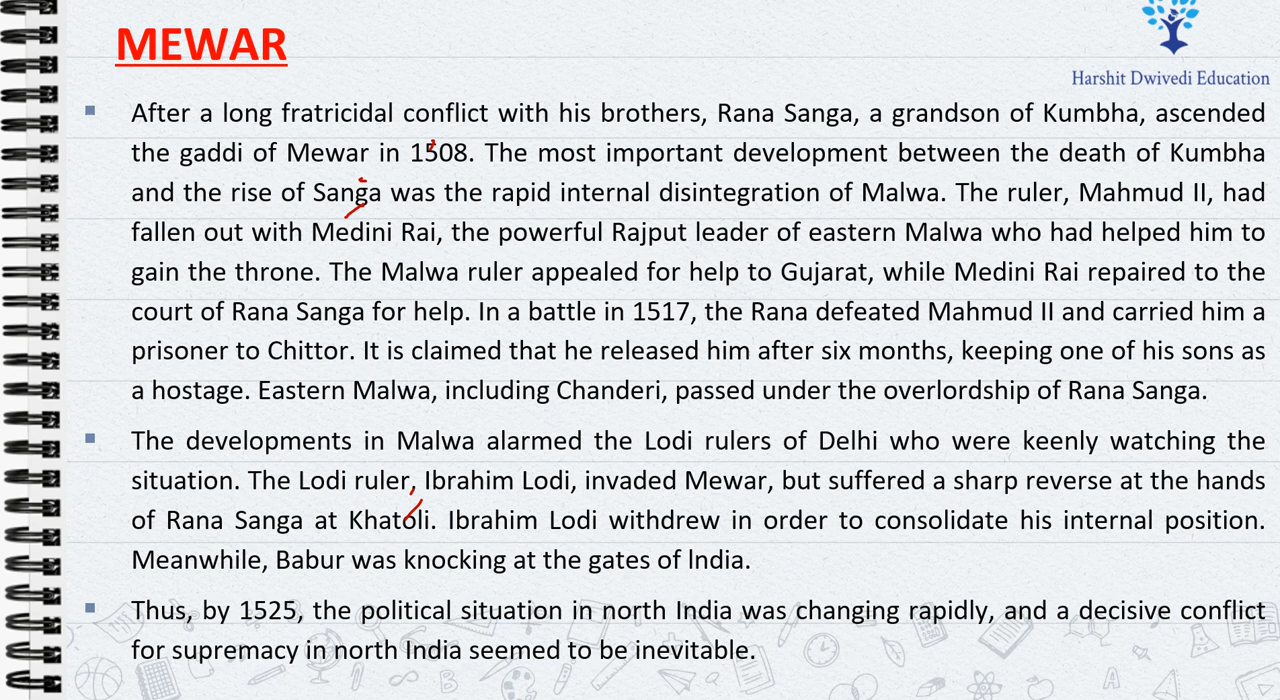 MEWAR
Harshit Dwivedi Education
▪ After a long fratricidal conflict with his brothers, Rana Sanga, a grandson of Kumbha, ascended
the gaddi of Mewar in 1508. The most important development between the death of Kumbha
and the rise of Sanga was the rapid internal disintegration of Malwa. The ruler, Mahmud II, had
fallen out with Medini Rai, the powerful Rajput leader of eastern Malwa who had helped him to
gain the throne. The Malwa ruler appealed for help to Gujarat, while Medini Rai repaired to the
court of Rana Sanga for help. In a battle in 1517, the Rana defeated Mahmud II and carried him a
prisoner to Chittor. It is claimed that he released him after six months, keeping one of his sons as
a hostage. Eastern Malwa, including Chanderi, passed under the overlordship of Rana Sanga.
▪ The developments in Malwa alarmed the Lodi rulers of Delhi who were keenly watching the
situation. The Lodi ruler, Ibrahim Lodi, invaded Mewar, but suffered a sharp reverse at the hands
of Rana Sanga at Khatoli. Ibrahim Lodi withdrew in order to consolidate his internal position.
Meanwhile, Babur was knocking at the gates of lndia.
▪ Thus, by 1525, the political situation in north India was changing rapidly, and a decisive conflict
for supremacy in north India seemed to be inevitable.